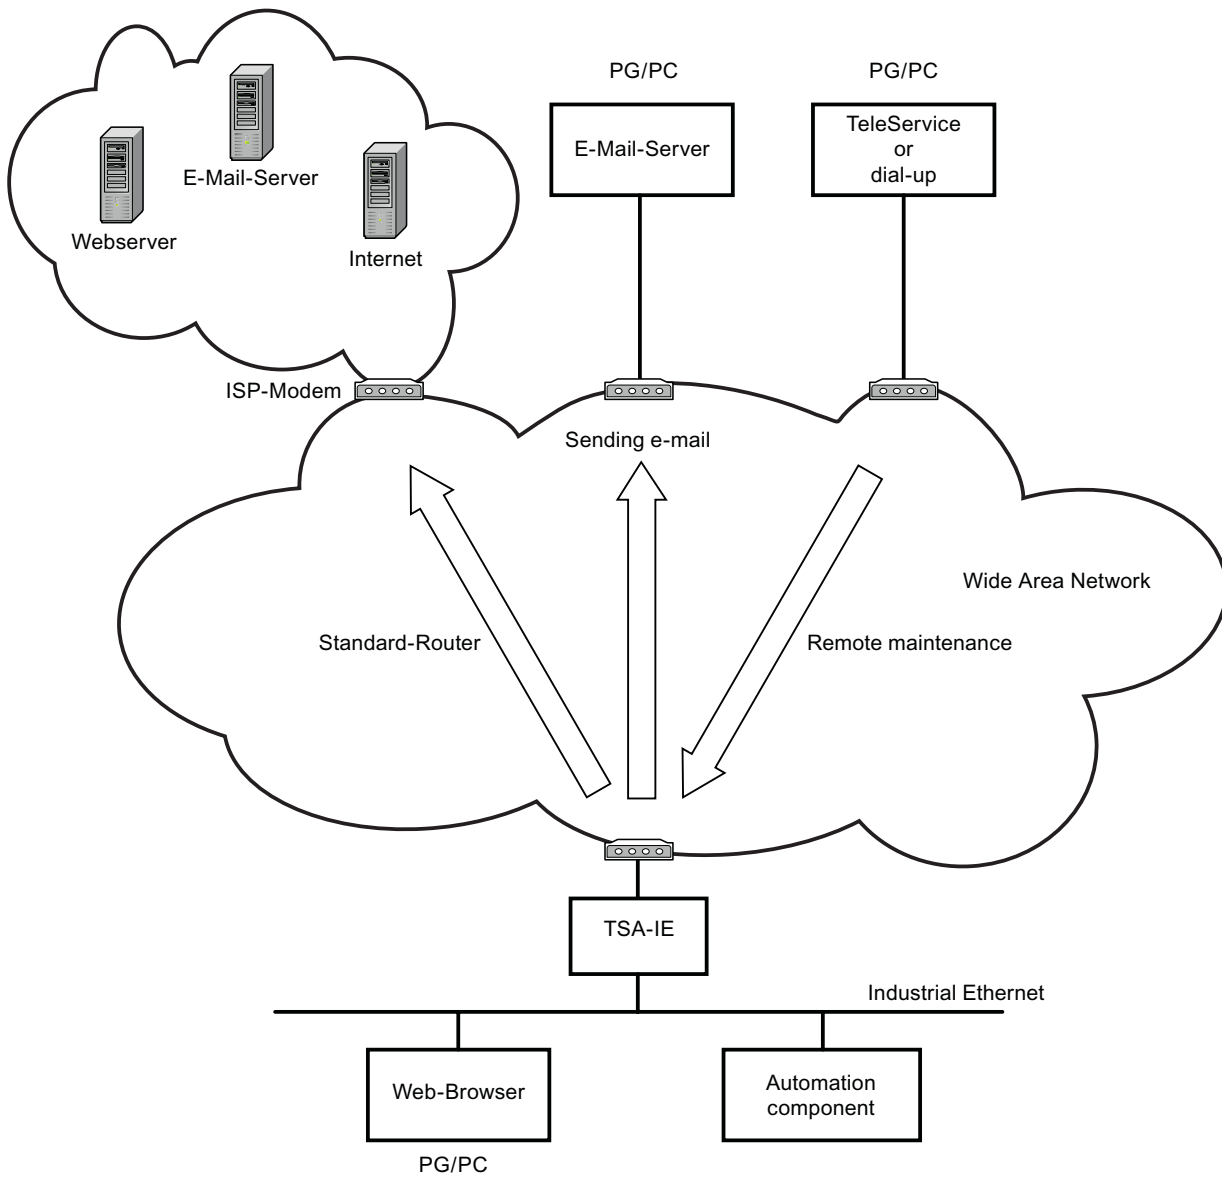 PG/PC
PG/PC
E-Mail-Server
TeleService
or
dial-up
E-Mail-Server
Webserver
Internet
ISP-Modem
Sending e-mail
Wide Area Network
Standard-Router
Remote maintenance
TSA-IE
Industrial Ethernet
Web-Browser
Automation
component
PG/PC